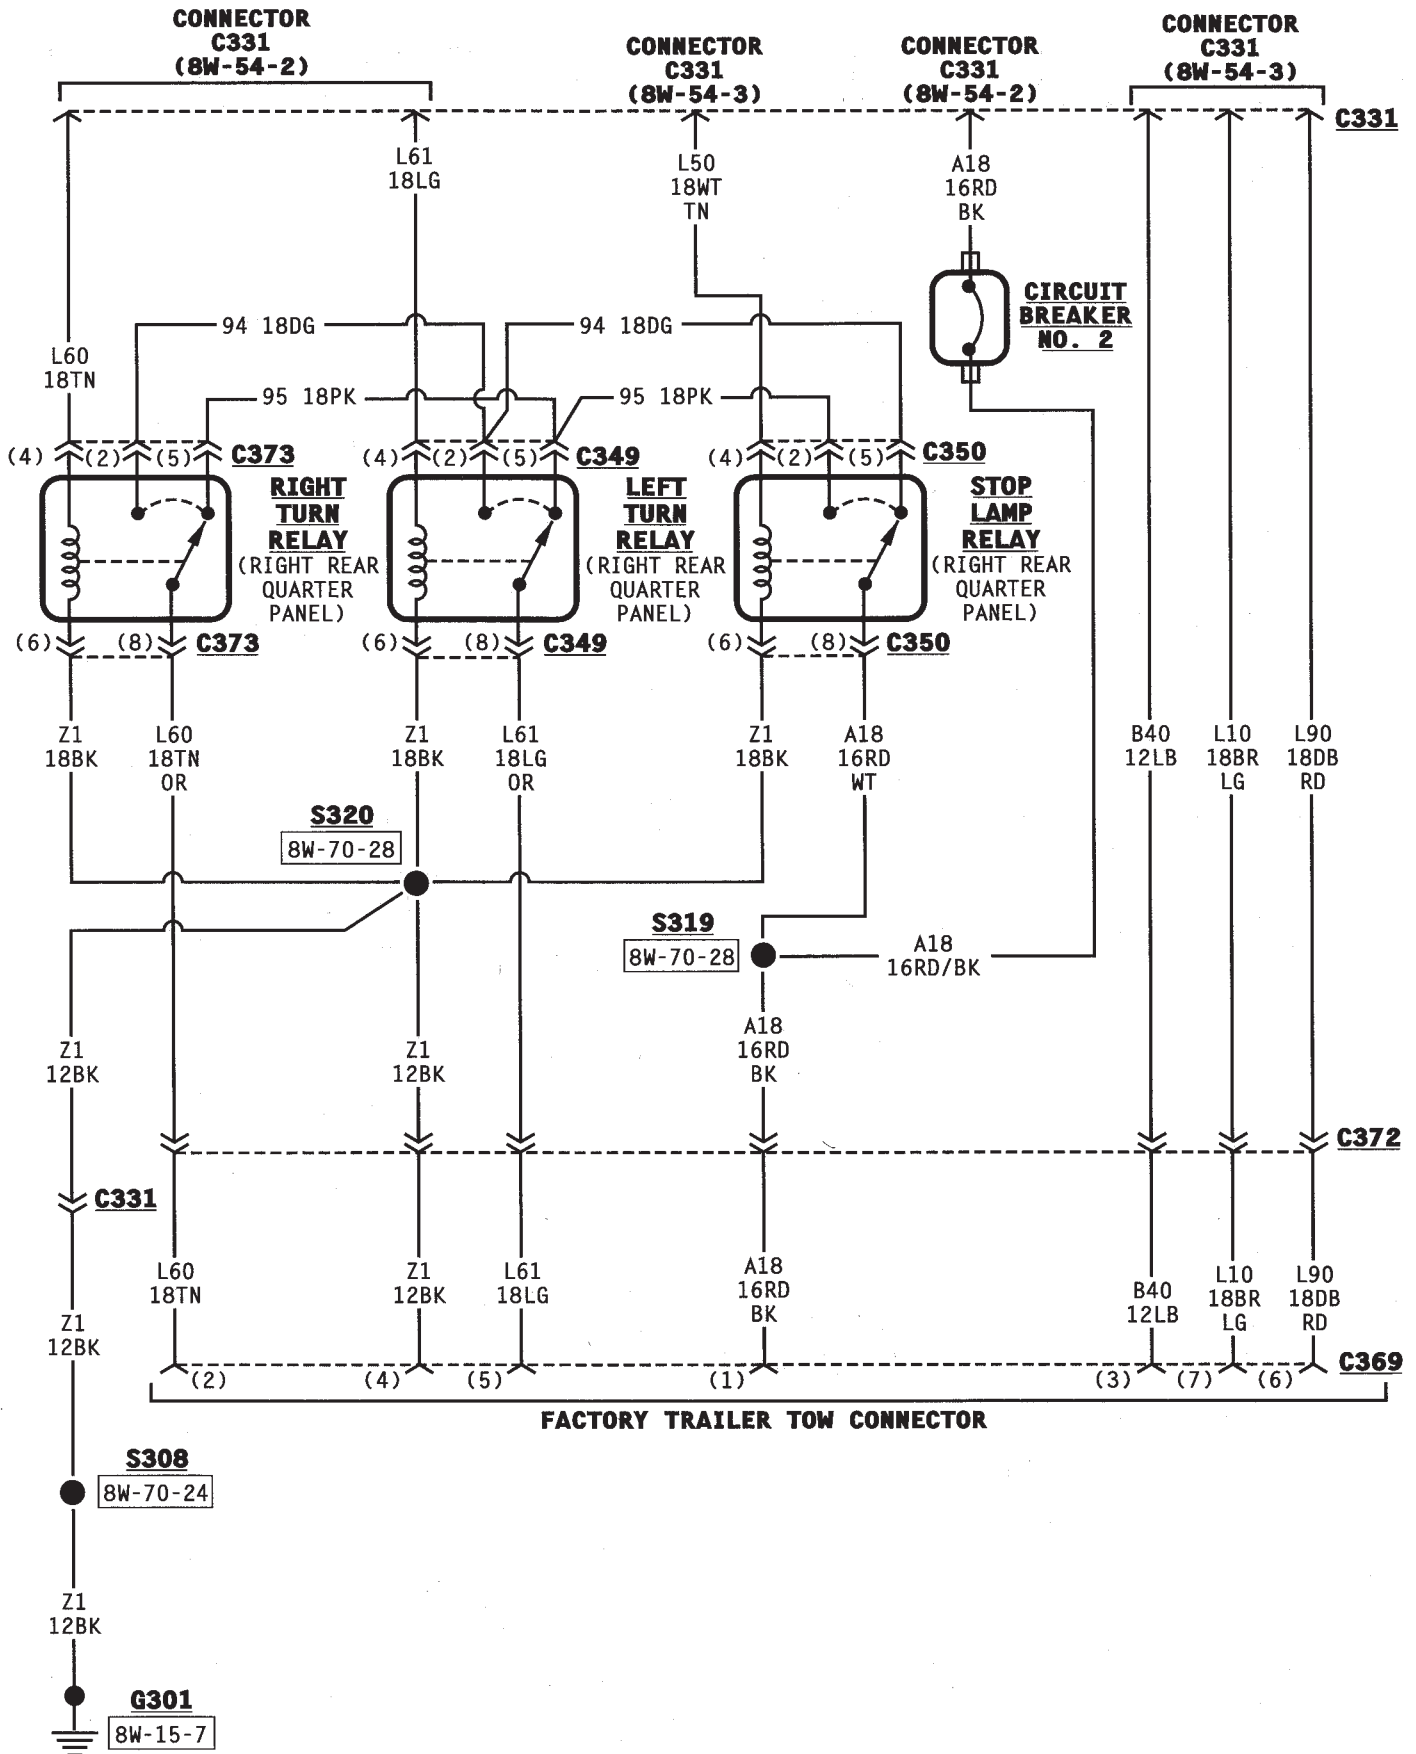 CONNECTOR
C331
(8W-54-2)
CONNECTOR
C331
(8W-54-3)
CONNECTOR
C331
(8W-54-2)
CONNECTOR
C331
(8W-54-3)
C331
L61
18LG
L50
18WT
TN
A18
16RD
BK
CIRCUIT
BREAKER
NO. 2
94 18DG
94 18DG
L60
18TN
95 18PK
95 18PK
(4)
(2)
(5)
C373
(4)
(2)
(5)
C349
(4)
(2)
(5)
C350
RIGHT
TURN
RELAY
(RIGHT REAR
QUARTER
PANEL)
LEFT
TURN
RELAY
(RIGHT REAR
QUARTER
PANEL)
STOP
LAMP
RELAY
(RIGHT REAR
QUARTER
PANEL)
(6)
(8)
C373
(6)
(8)
C349
(6)
(8)
C350
Z1
18BK
L60
18TN
OR
Z1
18BK
L61
18LG
OR
Z1
18BK
A18
16RD
WT
B40
12LB
L10
18BR
LG
L90
18DB
RD
S320
8W-70-28
S319
8W-70-28
A18
16RD/BK
Z1
12BK
Z1
12BK
A18
16RD
BK
C372
C331
L60
18TN
Z1
12BK
L61
18LG
A18
16RD
BK
B40
12LB
L10
18BR
LG
L90
18DB
RD
Z1
12BK
(2)
(4)
(5)
(1)
(3)
(7)
(6)
C369
FACTORY TRAILER TOW CONNECTOR
S308
8W-70-24
Z1
12BK
G301
8W-15-7